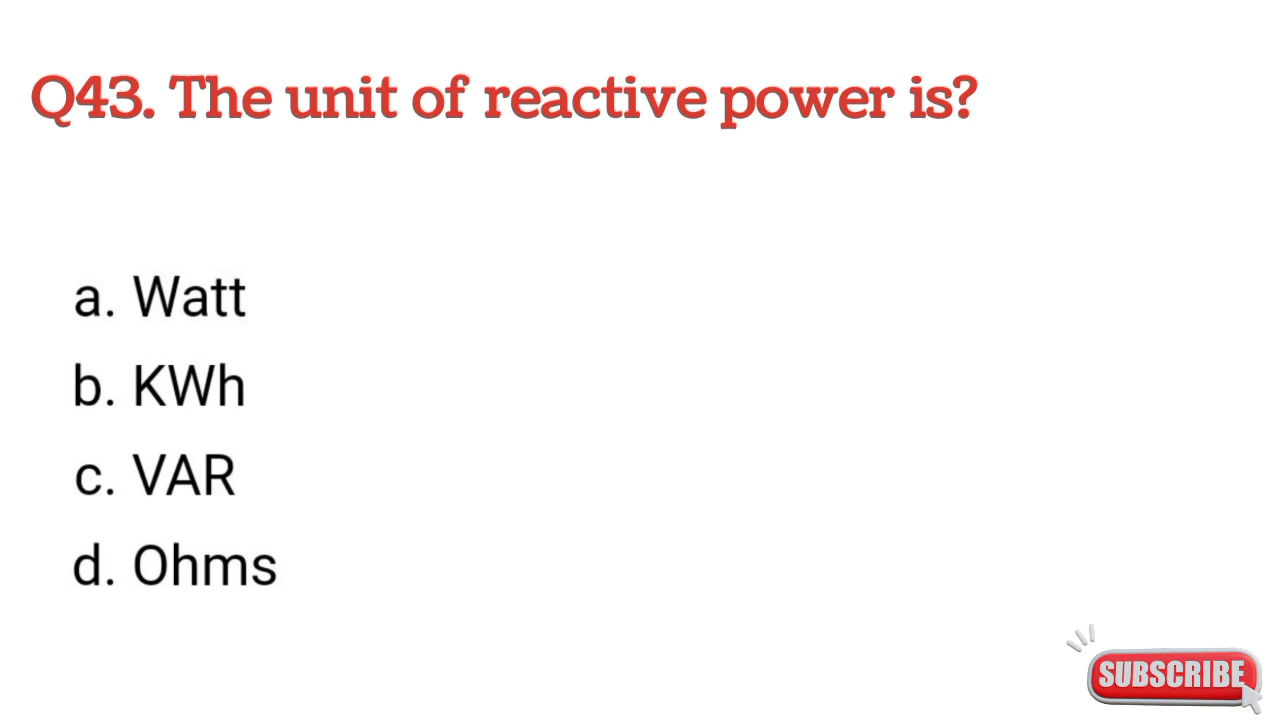 Q43. The unit of reactive power is?
a. Watt
b. KWh
c. VAR
d. Ohms
SUBSCRIBE